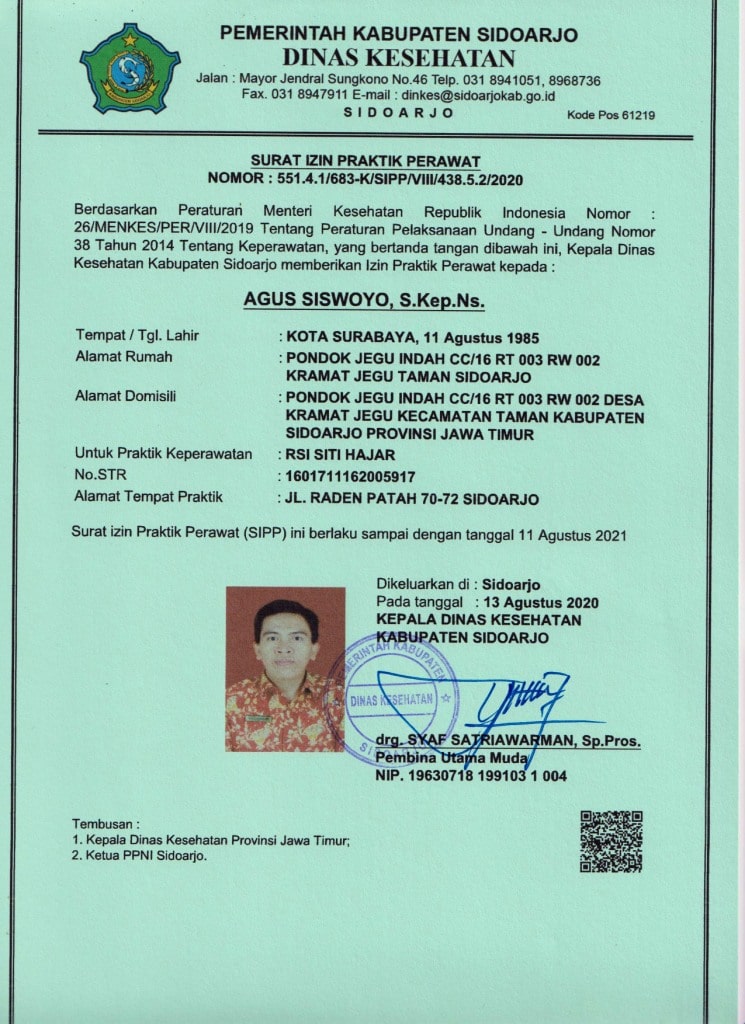 PEMERINTAH KABUPATEN SIDOARJO
DINAS KESEHATAN
Jalan : Mayor Jendral Sungkono No.46 Telp. 031 8941051, 8968736
Fax. 031 8947911 E-mail : dinkes@sidoarjokab.go.id
S I D O A R J O
Kode Pos 61219
SURAT IZIN PRAKTIK PERAWAT
NOMOR : 551.4.1/683-K/SIPP/VIII/438.5.2/2020
Berdasarkan Peraturan Menteri Kesehatan Republik Indonesia Nomor :
26/MENKES/PER/VIII/2019 Tentang Peraturan Pelaksanaan Undang - Undang Nomor
38 Tahun 2014 Tentang Keperawatan, yang bertanda tangan dibawah ini, Kepala Dinas
Kesehatan Kabupaten Sidoarjo memberikan Izin Praktik Perawat kepada :
AGUS SISWOYO, S.Kep.Ns.
Tempat / Tgl. Lahir : KOTA SURABAYA, 11 Agustus 1985
Alamat Rumah : PONDOK JEGU INDAH CC/16 RT 003 RW 002
KRAMAT JEGU TAMAN SIDOARJO
Alamat Domisili : PONDOK JEGU INDAH CC/16 RT 003 RW 002 DESA
KRAMAT JEGU KECAMATAN TAMAN KABUPATEN
SIDOARJO PROVINSI JAWA TIMUR
Untuk Praktik Keperawatan : RSI SITI HAJAR
No.STR : 1601711162005917
Alamat Tempat Praktik : JL. RADEN PATAH 70-72 SIDOARJO
Surat izin Praktik Perawat (SIPP) ini berlaku sampai dengan tanggal 11 Agustus 2021
Dikeluarkan di : Sidoarjo
Pada tanggal : 13 Agustus 2020
KEPALA DINAS KESEHATAN
KABUPATEN SIDOARJO
PEMERINTAH KABUPATEN
DINAS KESEHATAN
SIDOARJO
drg. SYAF SATRIAWARMAN, Sp.Pros.
Pembina Utama Muda
NIP. 19630718 199103 1 004
Tembusan :
1. Kepala Dinas Kesehatan Provinsi Jawa Timur;
2. Ketua PPNI Sidoarjo.